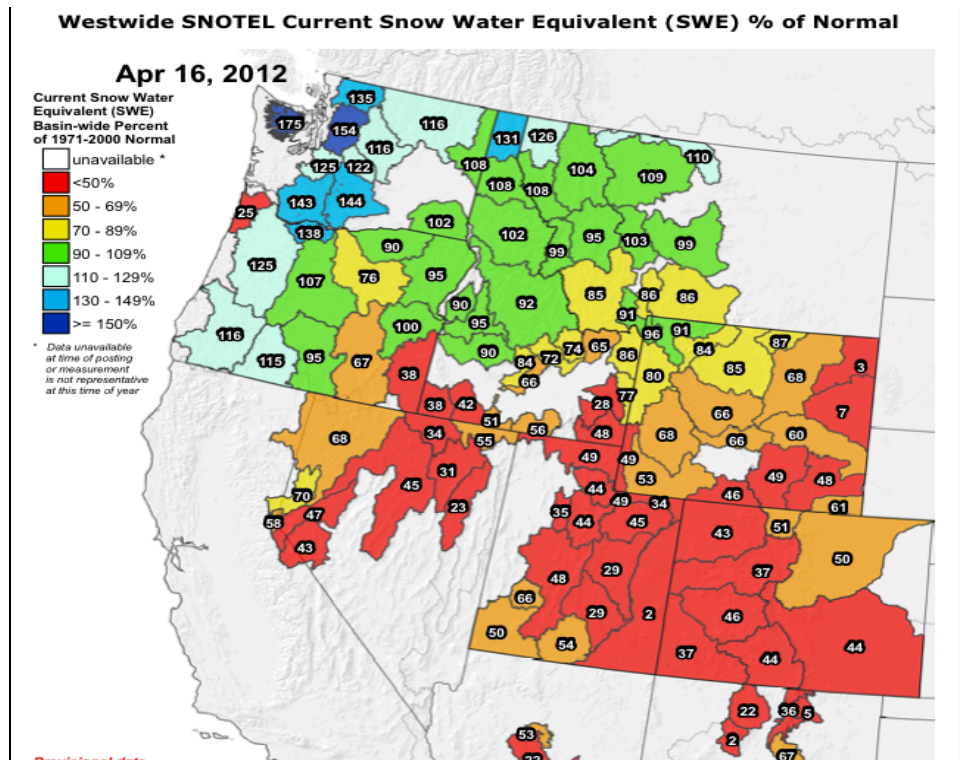 Westwide SNOTEL Current Snow Water Equivalent (SWE) % of Normal
Apr 16, 2012
Current Snow Water
Equivalent (SWE)
Basin-wide Percent
of 1971-2000 Normal
unavailable *
<50%
50 - 69%
70 - 89%
90 - 109%
110 - 129%
130 - 149%
>= 150%
* Data unavailable
at time of posting
or measurement
is not representative
at this time of year
135
175 154 116 131 126
116 110
125 122 108 104
108 108 109
143 144
25
138 102 102 95 103 99
125 90 99
107 76 95 85 86 86
90 92
91
116 95 100 96 91
115 95 90 74 65 86 84 87
67 84 72 85
38 66 80 68 3
77
38 42 28 7
51 66
68 34 55 56 48 68 66 60
49 49
31 53 49 48
70 45 44 46
23 49 34 61
58 47 35 44 45
43 43 51
50
48 29 37
66 29 2 46
50 54 37 44 44
22 36 5
53 2
67